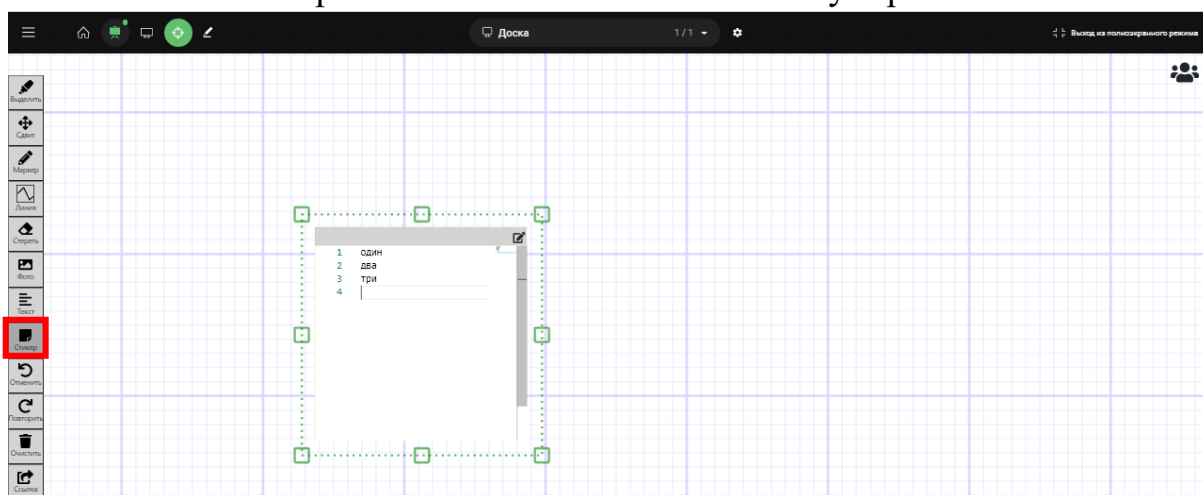 Доска
1 / 1
Выход из полноэкранного режима
Выделить
Сдвиг
Маркер
Линия
Стереть
Фото
Текст
Стикер
Отменить
Повторить
Очистить
Ссылка
1 один
2 два
3 три
4